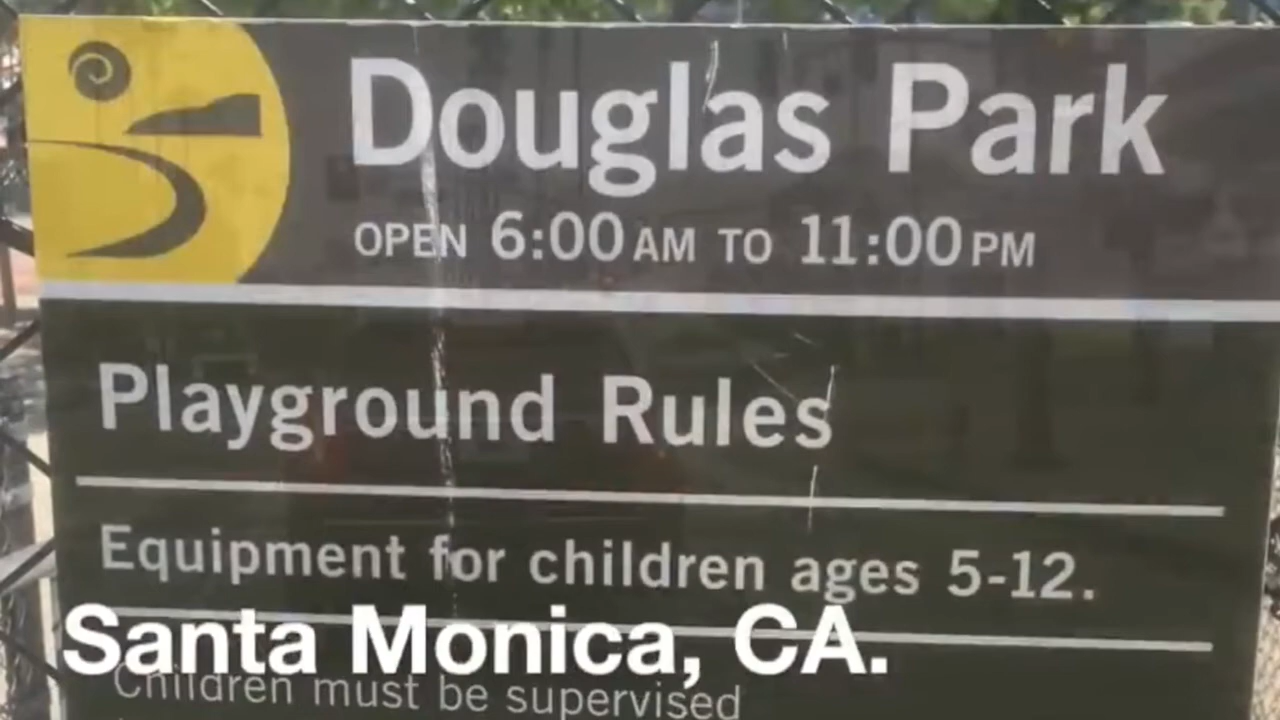 Douglas Park
OPEN 6:00 AM TO 11:00 PM
Playground Rules
Equipment for children ages 5-12.
Santa Monica, CA.
Children must be supervised